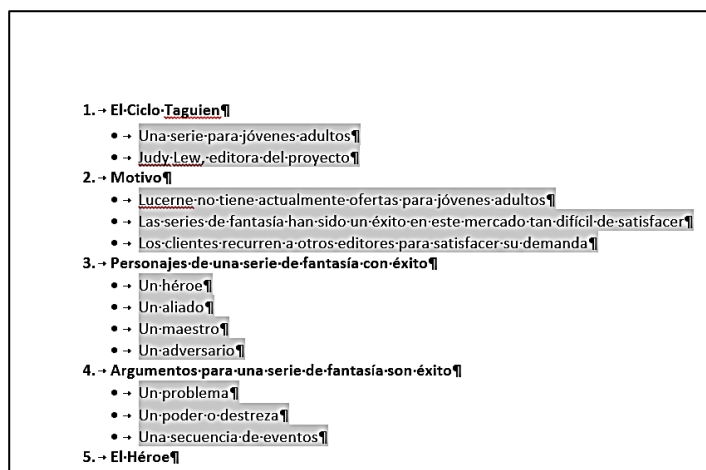 1. El Ciclo Taguien¶
• Una serie para jóvenes adultos¶
• Judy Lew, editora del proyecto¶
2. Motivo¶
• Lucerne no tiene actualmente ofertas para jóvenes adultos¶
• Las series de fantasía han sido un éxito en este mercado tan difícil de satisfacer¶
• Los clientes recurren a otros editores para satisfacer su demanda¶
3. Personajes de una serie de fantasía con éxito¶
• Un héroe¶
• Un aliado¶
• Un maestro¶
• Un adversario¶
4. Argumentos para una serie de fantasía son éxito¶
• Un problema¶
• Un poder o destreza¶
• Una secuencia de eventos¶
5. El Héroe¶